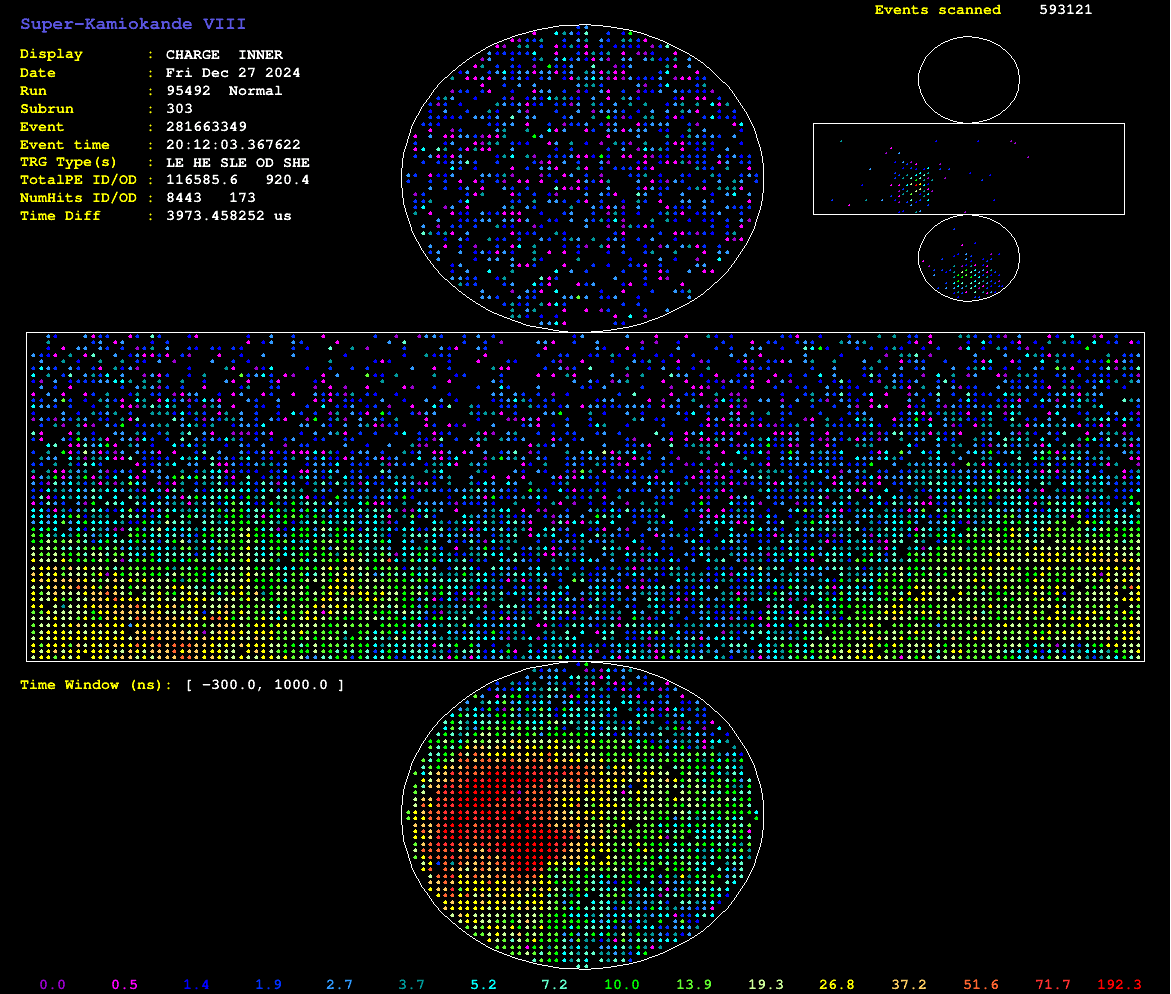 Super-Kamiokande VIII
Events scanned 593121
Display : CHARGE INNER
Date : Fri Dec 27 2024
Run : 95492 Normal
Subrun : 303
Event : 281663349
Event time : 20:12:03.367622
TRG Type(s) : LE HE SLE OD SHE
TotalPE ID/OD : 116585.6 920.4
NumHits ID/OD : 8443 173
Time Diff : 3973.458252 us
Time Window (ns): [ -300.0, 1000.0 ]
0.0 0.5 1.4 1.9 2.7 3.7 5.2 7.2 10.0 13.9 19.3 26.8 37.2 51.6 71.7 192.3